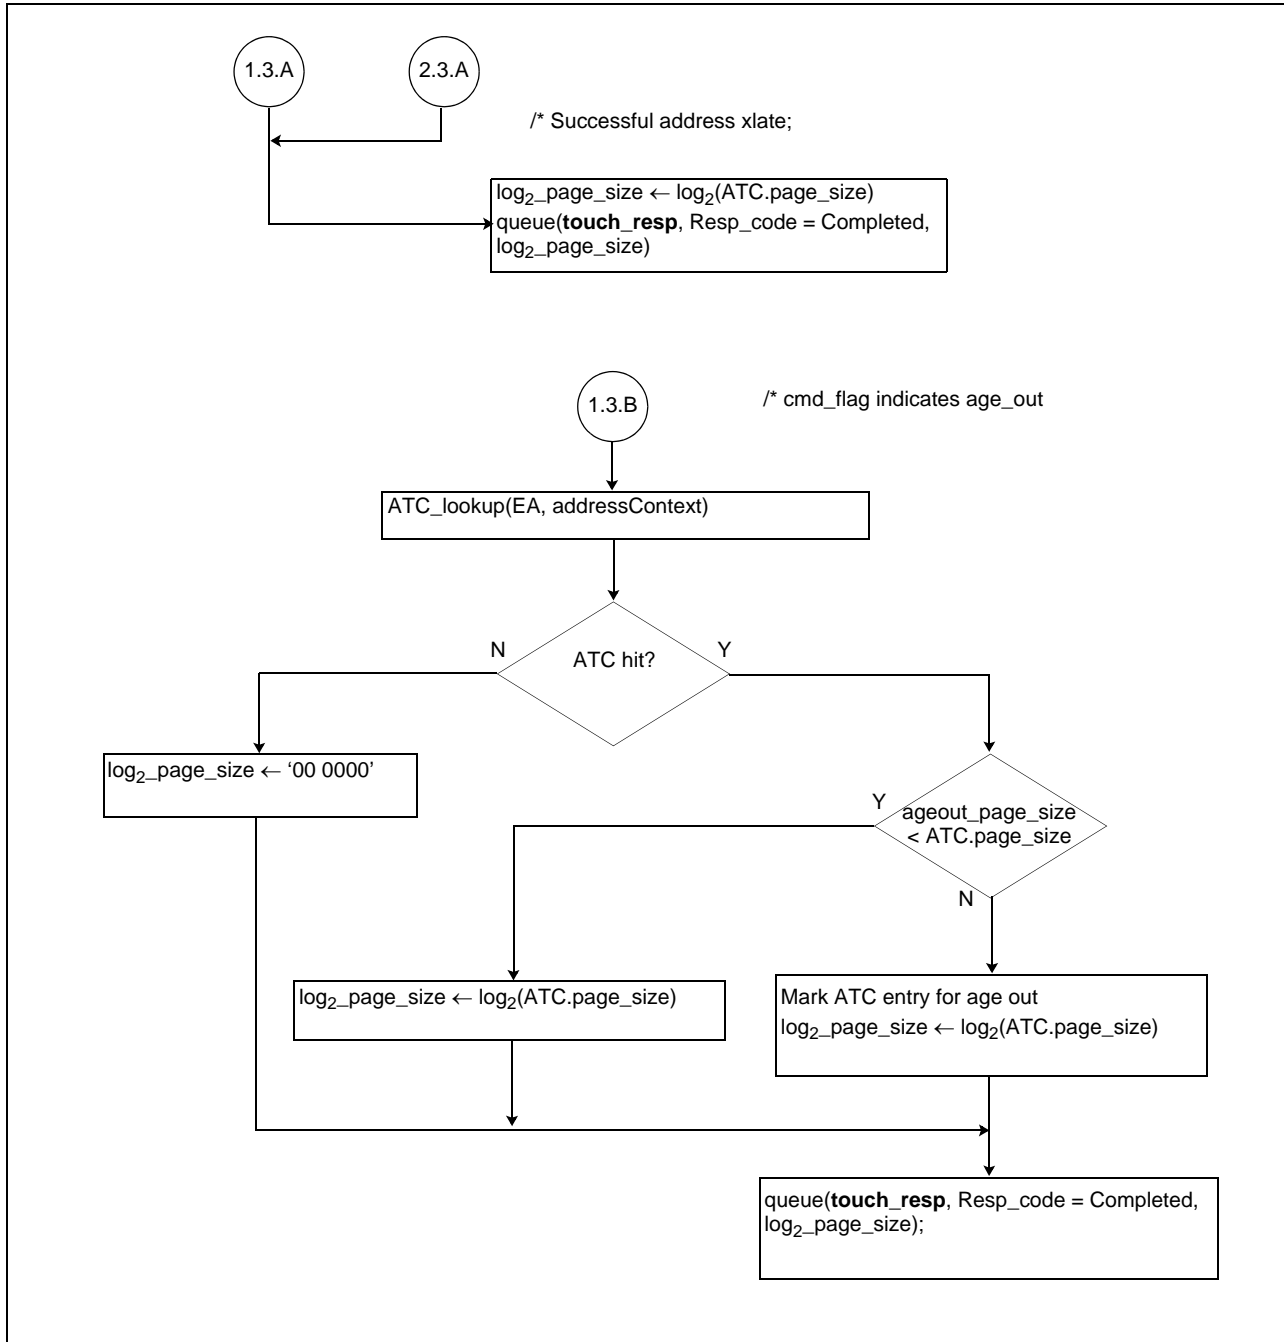 1.3.A
2.3.A
/* Successful address xlate;
log2_page_size ← log2(ATC.page_size)
queue(touch_resp, Resp_code = Completed,
log2_page_size)
1.3.B
/* cmd_flag indicates age_out
ATC_lookup(EA, addressContext)
N
ATC hit?
Y
log2_page_size ← ‘00 0000’
Y
ageout_page_size
< ATC.page_size
N
log2_page_size ← log2(ATC.page_size)
Mark ATC entry for age out
log2_page_size ← log2(ATC.page_size)
queue(touch_resp, Resp_code = Completed,
log2_page_size);